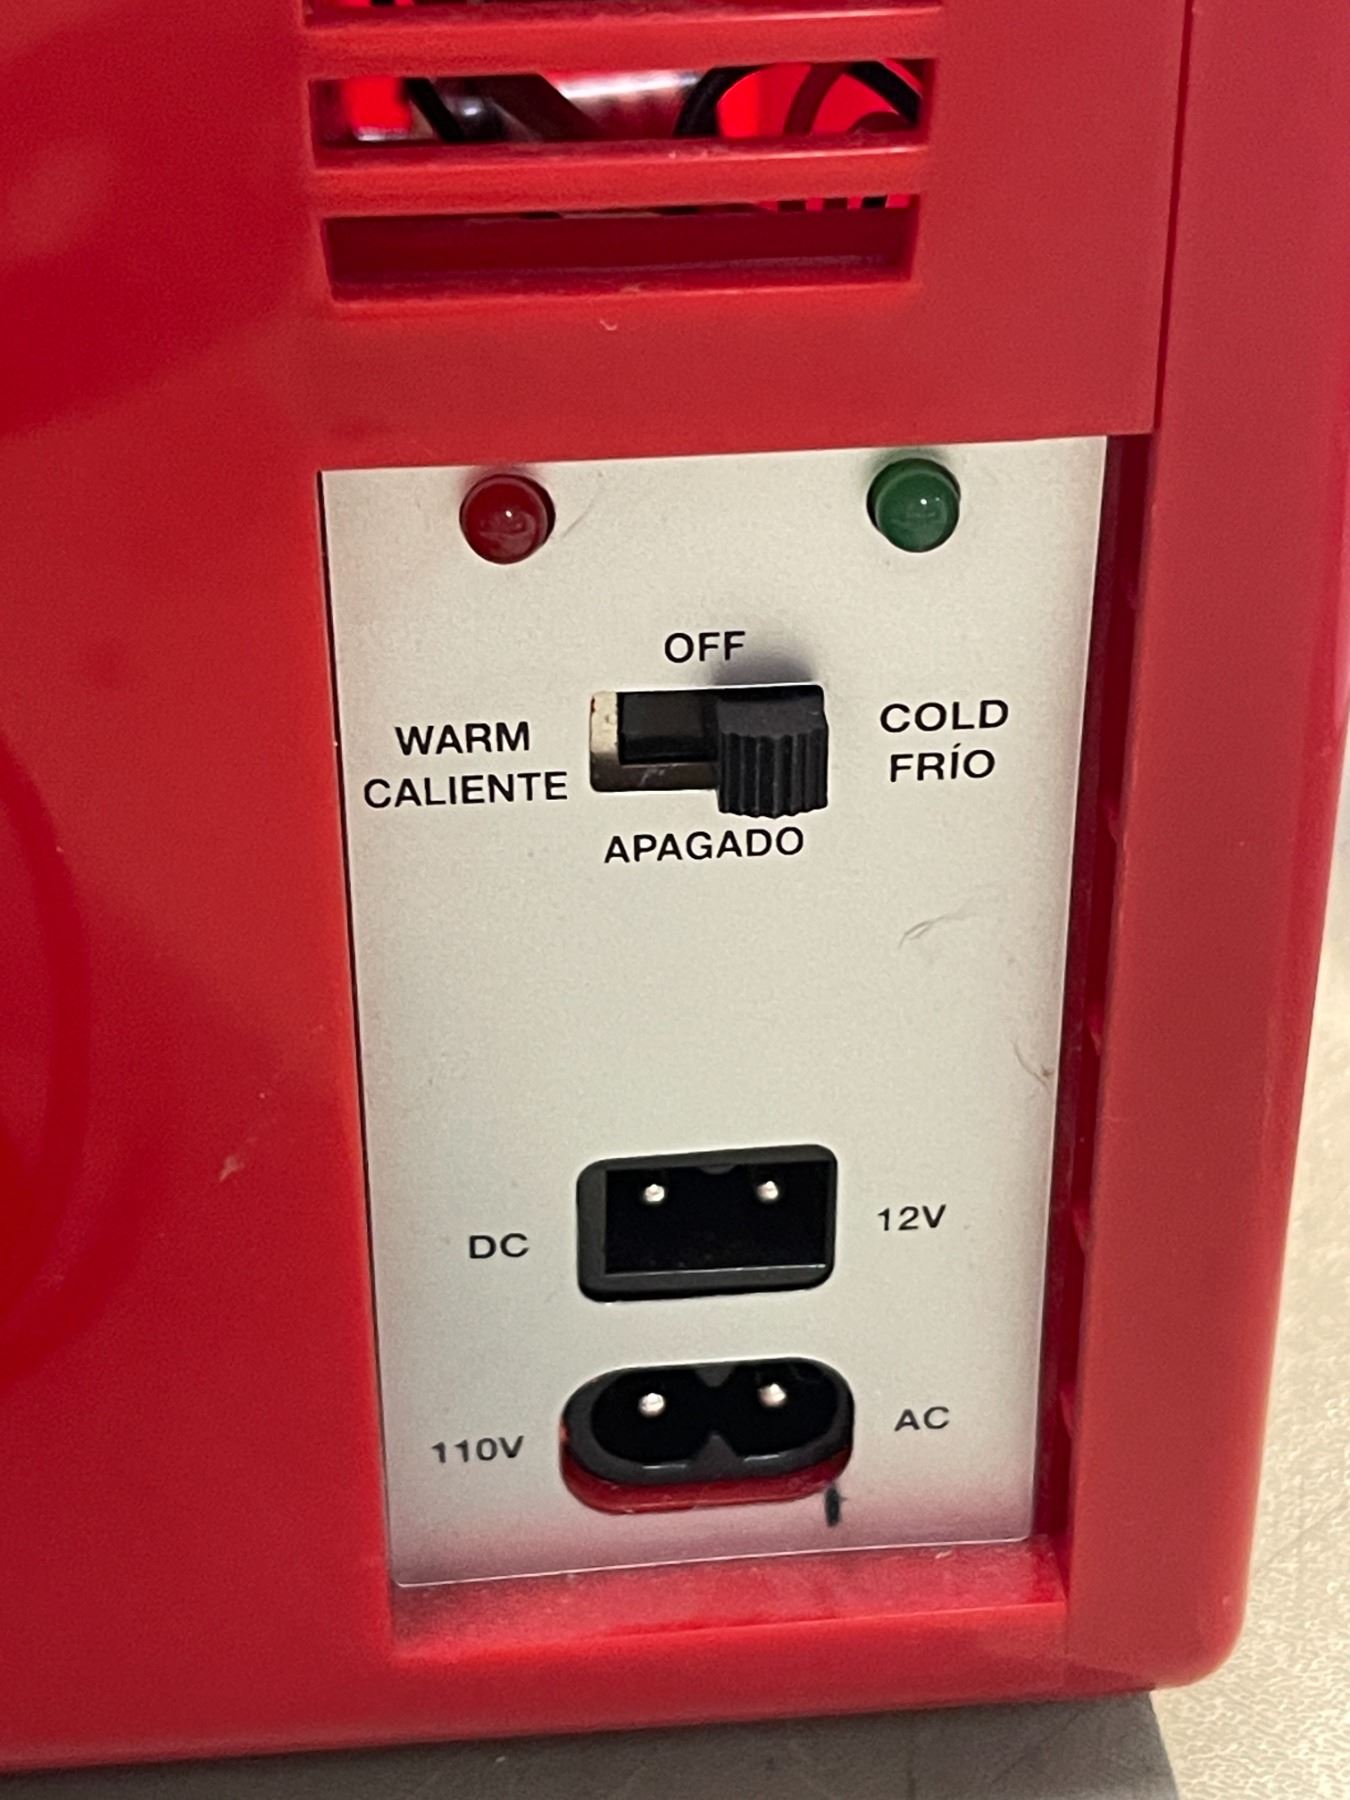 OFF
WARM
CALIENTE
COLD
FRÍO
APAGADO
DC
12V
110V
AC